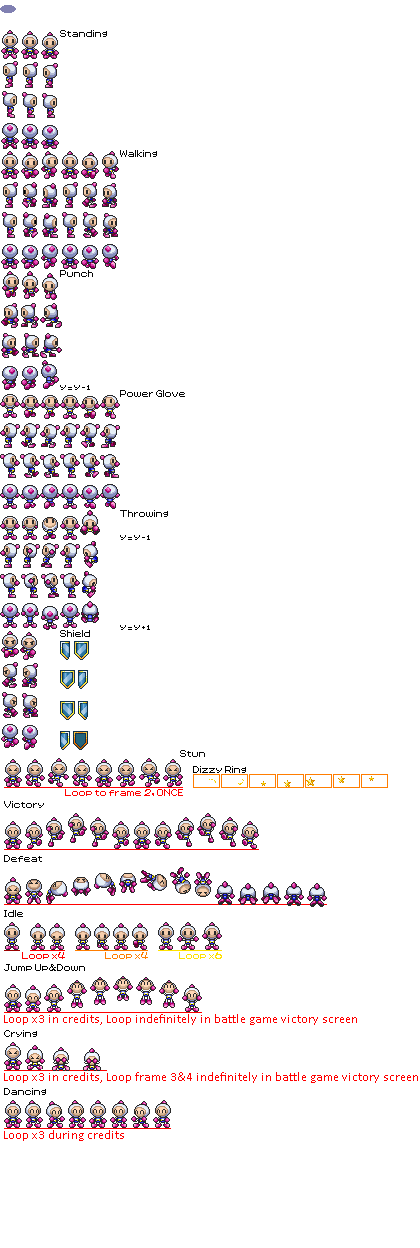 Standing
Walking
Punch
Y=Y-1
Power Glove
Throwing
Y=Y-1
Y=Y+1
Shield
Stun
Dizzy Ring
Loop to frame 2, ONCE
Victory
Defeat
Idle
Loop x4
Loop x4
Loop x6
Jump Up&Down
Loop x3 in credits, Loop indefinitely in battle game victory screen
Crying
Loop x3 in credits, Loop frame 3&4 indefinitely in battle game victory screen
Dancing
Loop x3 during credits